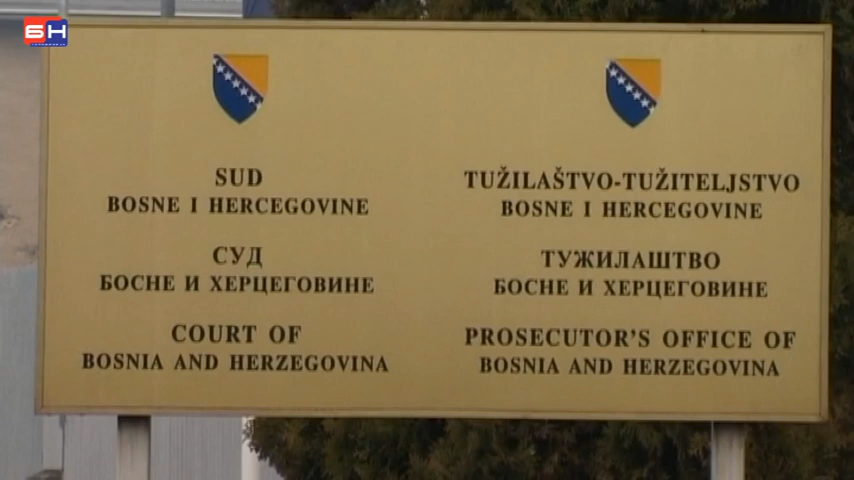 БН
SUD
BOSNE I HERCEGOVINE
СУД
БОСНЕ И ХЕРЦЕГОВИНЕ
COURT OF
BOSNIA AND HERZEGOVINA
TUŽILAŠTVO-TUŽITELJSTVO
BOSNE I HERCEGOVINE
ТУЖИЛАШТВО
БОСНЕ И ХЕРЦЕГОВИНЕ
PROSECUTOR'S OFFICE OF
BOSNIA AND HERZEGOVINA